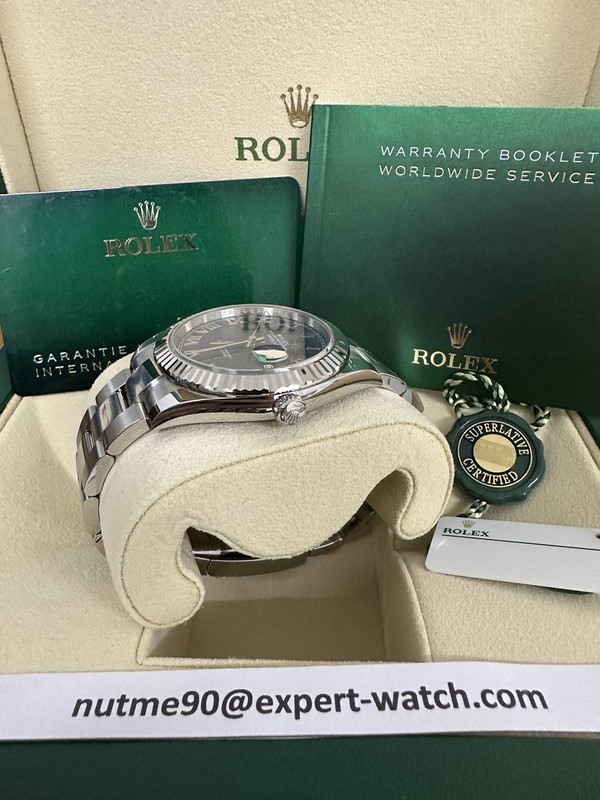 ROL
WARRANTY BOOKLET
WORLDWIDE SERVICE
ROLEX
GARANTIE
INTERNA
ROLEX
SUPERLATIVE
CERTIFIED
ROLEX
nutme90@expert-watch.com